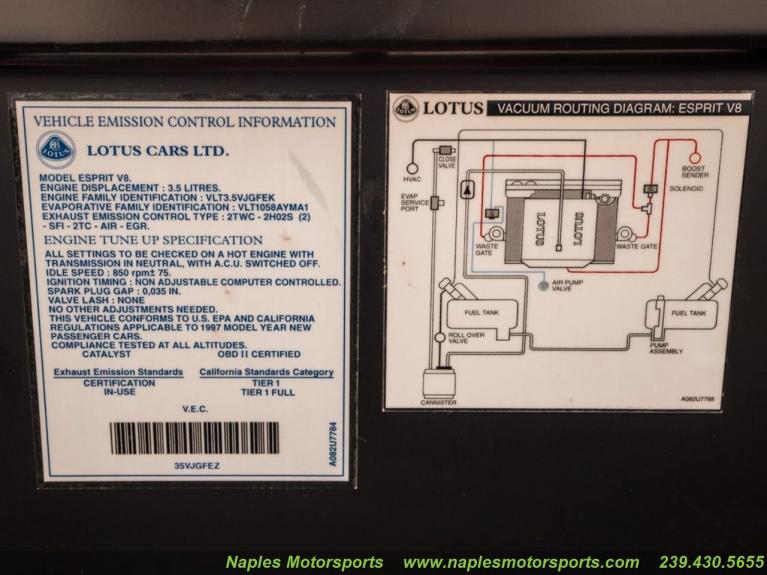 VEHICLE EMISSION CONTROL INFORMATION
LOTUS
LOTUS CARS LTD.
MODEL ESPRIT V8.
ENGINE DISPLACEMENT : 3.5 LITRES.
ENGINE FAMILY IDENTIFICATION : VLT3.5VJGFEK
EVAPORATIVE FAMILY IDENTIFICATION : VLT1058AYMA1
EXHAUST EMISSION CONTROL TYPE : 2TWC - 2H02S (2)
- SFI - 2TC - AIR - EGR.
ENGINE TUNE UP SPECIFICATION
ALL SETTINGS TO BE CHECKED ON A HOT ENGINE WITH
TRANSMISSION IN NEUTRAL, WITH A.C.U. SWITCHED OFF.
IDLE SPEED : 850 rpm± 75.
IGNITION TIMING : NON ADJUSTABLE COMPUTER CONTROLLED.
SPARK PLUG GAP : 0,035 IN.
VALVE LASH : NONE
NO OTHER ADJUSTMENTS NEEDED.
THIS VEHICLE CONFORMS TO U.S. EPA AND CALIFORNIA
REGULATIONS APPLICABLE TO 1997 MODEL YEAR NEW
PASSENGER CARS.
COMPLIANCE TESTED AT ALL ALTITUDES.
CATALYST OBD II CERTIFIED
Exhaust Emission Standards California Standards Category
CERTIFICATION TIER 1
IN-USE TIER 1 FULL
V.E.C.
35VJGFEZ
A082U7784
LOTUS VACUUM ROUTING DIAGRAM: ESPRIT V8
CLOSE
VALVE
HVAC
BOOST
SENDER
EVAP
SERVICE
PORT
SOLENOID
LOTUS
LOTUS
WASTE
GATE
WASTE GATE
AIR PUMP
VALVE
FUEL TANK
FUEL TANK
ROLL OVER
VALVE
PUMP
ASSEMBLY
CANNISTER
A082U7788
Naples Motorsports www.naplesmotorsports.com 239.430.5655